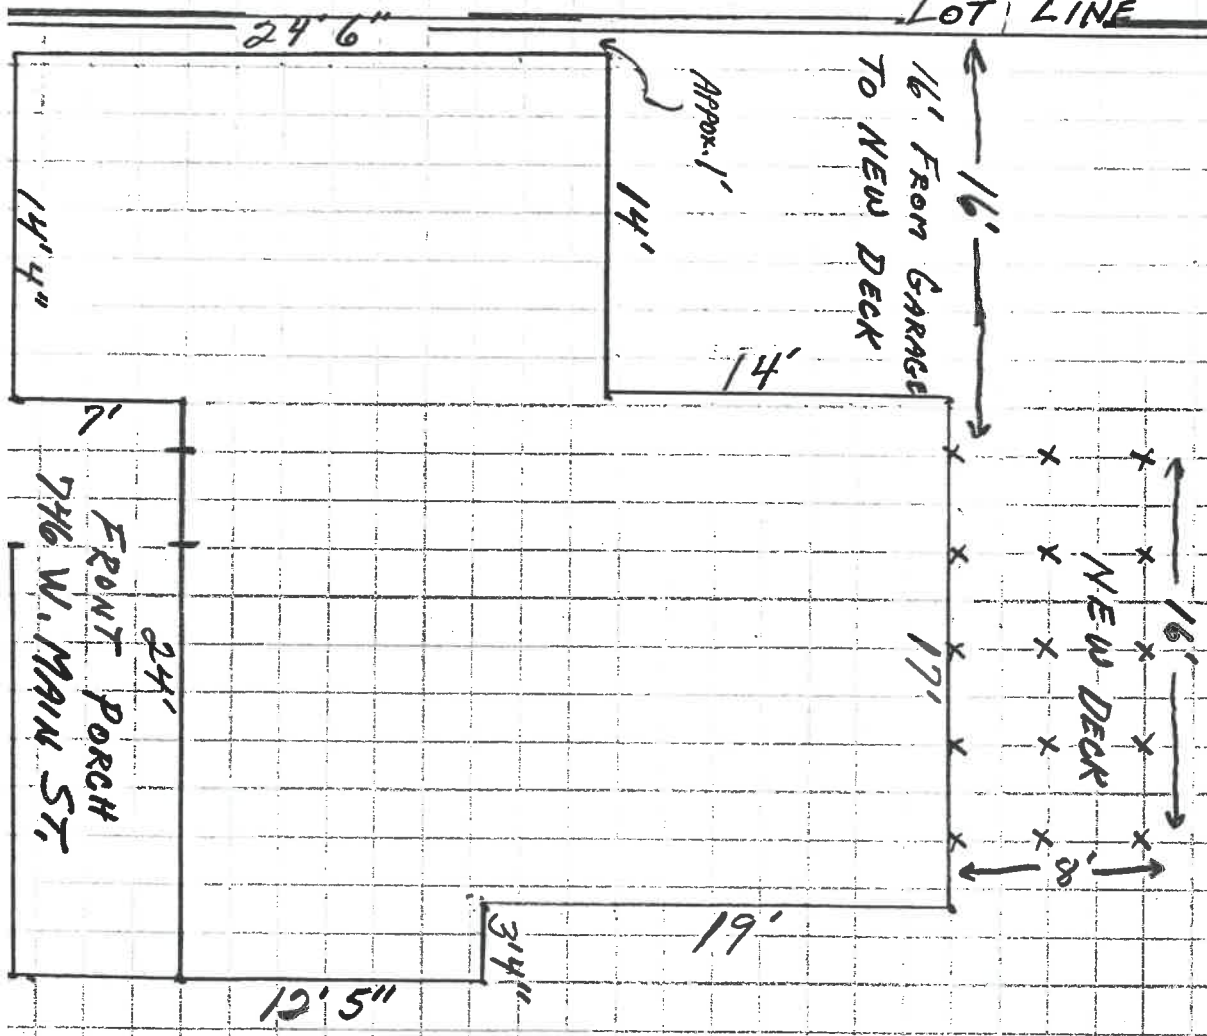 LOT LINE
24' 6"
16' FROM GARAGE
TO NEW DECK
16'
Approx. 1'
14'
14'4"
14'
7'
FRONT PORCH
746 W. MAIN ST.
24'
17'
NEW DECK
16'
8'
19'
3'4"
12' 5"